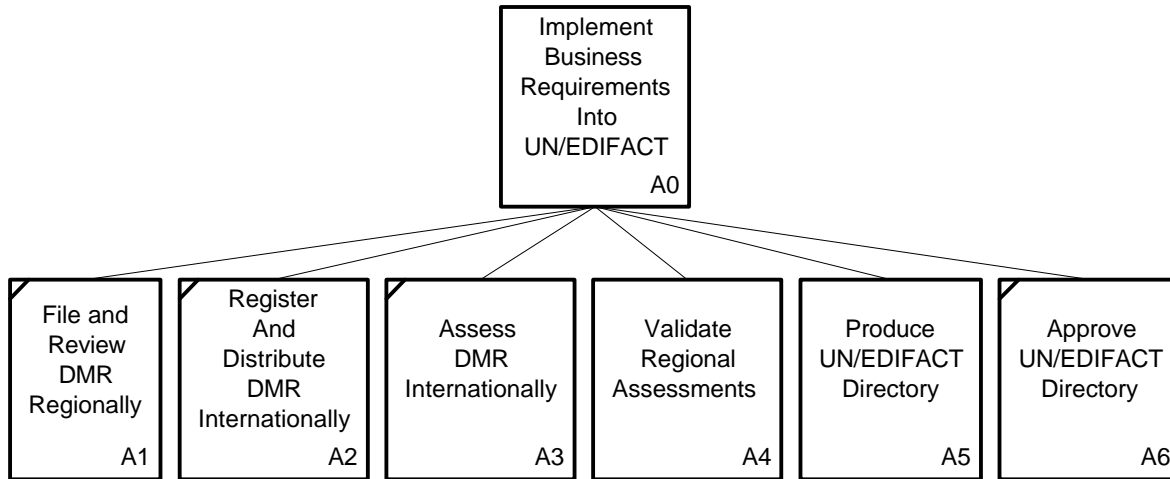 Implement
Business
Requirements
Into
UN/EDIFACT
A0
File and
Review
DMR
Regionally
A1
Register
And
Distribute
DMR
Internationally
A2
Assess
DMR
Internationally
A3
Validate
Regional
Assessments
A4
Produce
UN/EDIFACT
Directory
A5
Approve
UN/EDIFACT
Directory
A6